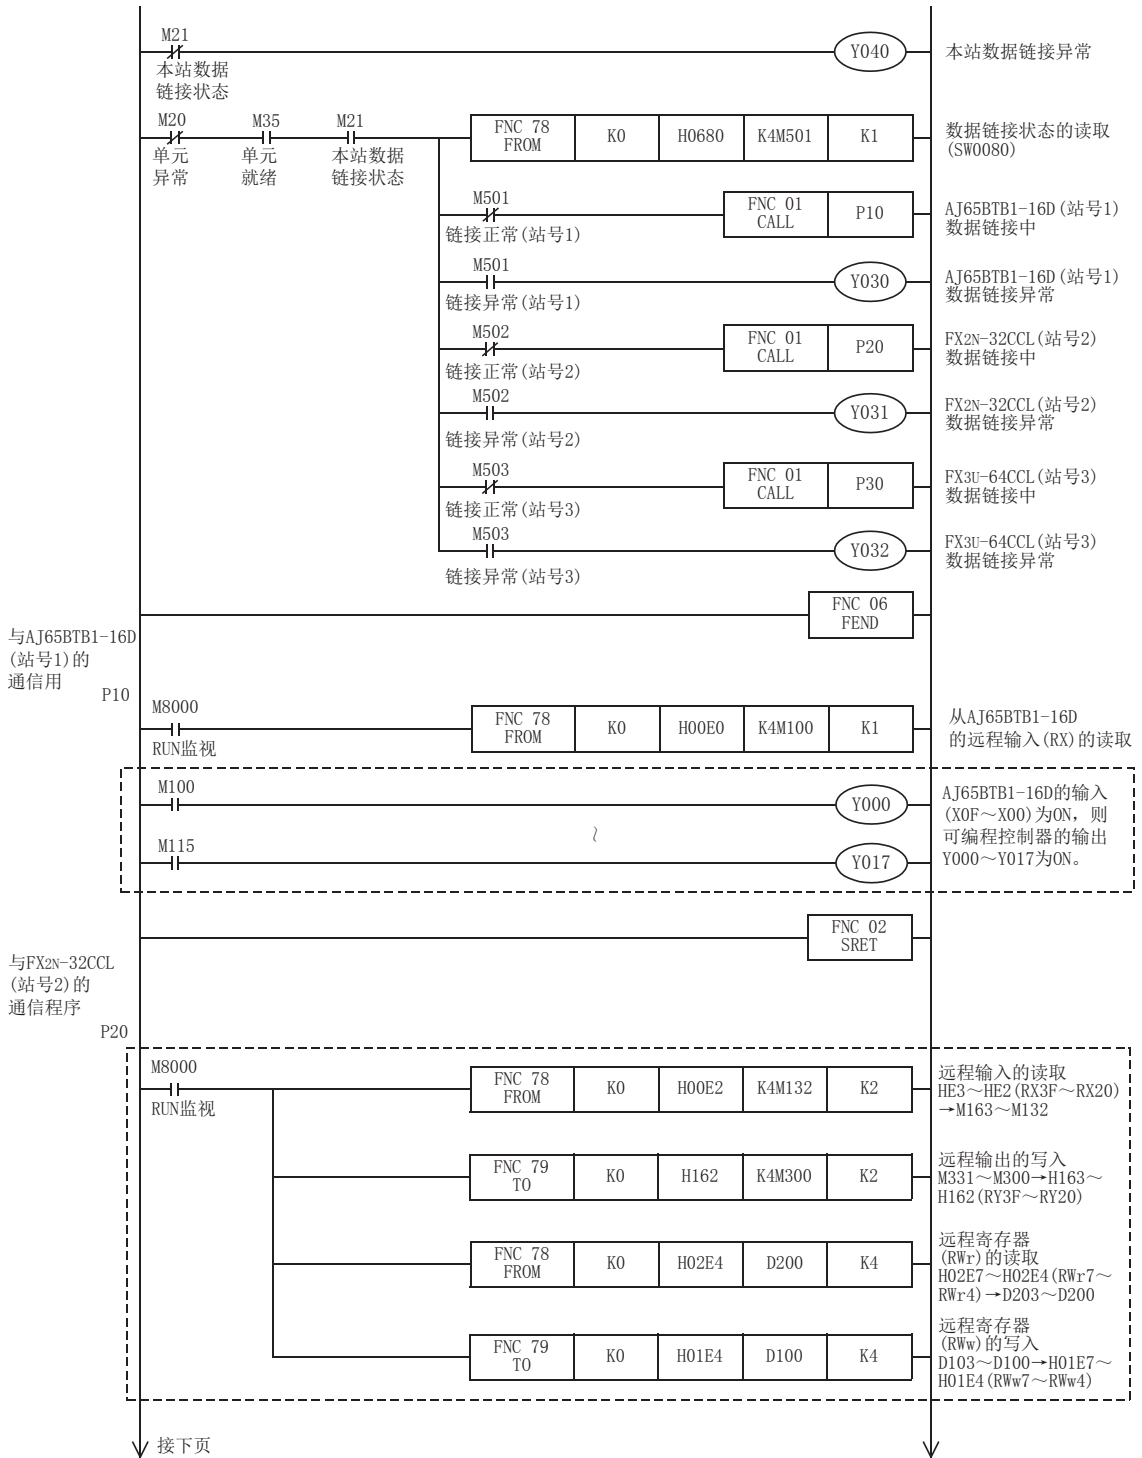 M21
Y040
本站数据链接异常
本站数据
链接状态
M20
M35
M21
FNC 78
FROM
K0
H0680
K4M501
K1
数据链接状态的读取
(SW0080)
单元
异常
单元
就绪
本站数据
链接状态
M501
FNC 01
CALL
P10
AJ65BTB1-16D(站号1)
数据链接中
链接正常(站号1)
M501
Y030
AJ65BTB1-16D(站号1)
数据链接异常
链接异常(站号1)
M502
FNC 01
CALL
P20
FX2N-32CCL(站号2)
数据链接中
链接正常(站号2)
M502
Y031
FX2N-32CCL(站号2)
数据链接异常
链接异常(站号2)
M503
FNC 01
CALL
P30
FX3U-64CCL(站号3)
数据链接中
链接正常(站号3)
M503
Y032
FX3U-64CCL(站号3)
数据链接异常
链接异常(站号3)
FNC 06
FEND
与AJ65BTB1-16D
(站号1)的
通信用
P10
M8000
FNC 78
FROM
K0
H00E0
K4M100
K1
从AJ65BTB1-16D
的远程输入(RX)的读取
RUN监视
M100
Y000
AJ65BTB1-16D的输入
(X0F～X00)为ON，则
可编程控制器的输出
Y000～Y017为ON。
～
M115
Y017
FNC 02
SRET
与FX2N-32CCL
(站号2)的
通信程序
P20
M8000
FNC 78
FROM
K0
H00E2
K4M132
K2
远程输入的读取
HE3～HE2(RX3F～RX20)
→M163～M132
RUN监视
FNC 79
TO
K0
H162
K4M300
K2
远程输出的写入
M331～M300→H163～
H162(RY3F～RY20)
FNC 78
FROM
K0
H02E4
D200
K4
远程寄存器
(RWr)的读取
H02E7～H02E4(RWr7～
RWr4)→D203～D200
FNC 79
TO
K0
H01E4
D100
K4
远程寄存器
(RWw)的写入
D103～D100→H01E7～
H01E4(RWw7～RWw4)
接下页